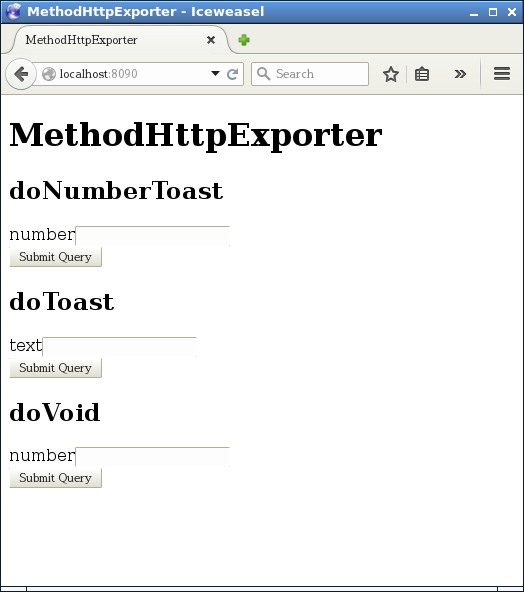 MethodHttpExporter - Iceweasel
MethodHttpExporter
localhost:8090
Search
MethodHttpExporter
doNumberToast
number
Submit Query
doToast
text
Submit Query
doVoid
number
Submit Query